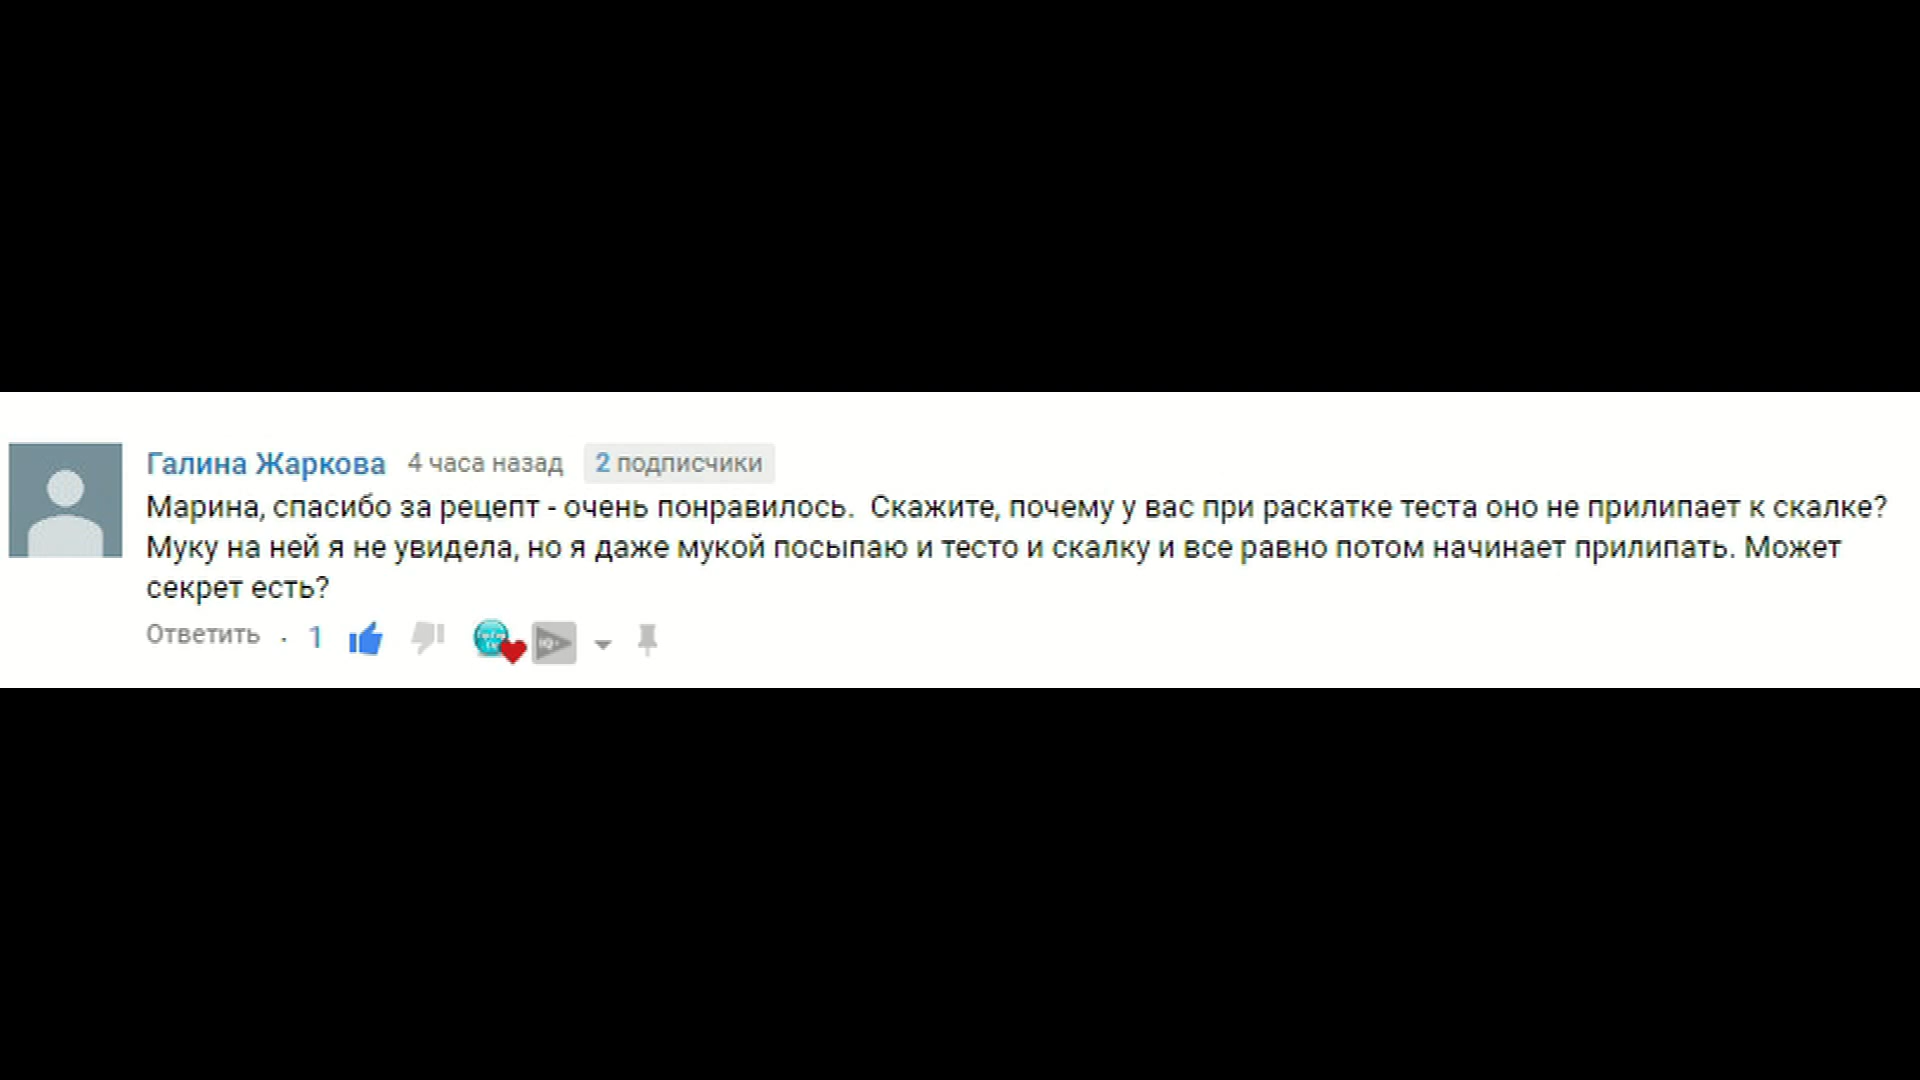 Галина Жаркова 4 часа назад 2 подписчики
Марина, спасибо за рецепт - очень понравилось. Скажите, почему у вас при раскатке теста оно не прилипает к скалке?
Муку на ней я не увидела, но я даже мукой посыпаю и тесто и скалку и все равно потом начинает прилипать. Может
секрет есть?
Ответить · 1